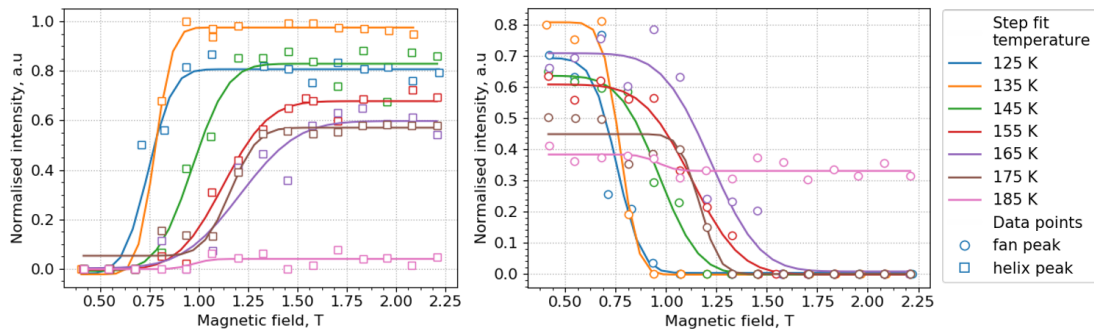 Normalised intensity, a.u
1.0
0.8
0.6
0.4
0.2
0.0
0.50 0.75 1.00 1.25 1.50 1.75 2.00 2.25
Magnetic field, T
Normalised intensity, a.u
0.8
0.7
0.6
0.5
0.4
0.3
0.2
0.1
0.0
0.50 0.75 1.00 1.25 1.50 1.75 2.00 2.25
Magnetic field, T
Step fit
temperature
125 K
135 K
145 K
155 K
165 K
175 K
185 K
Data points
fan peak
helix peak